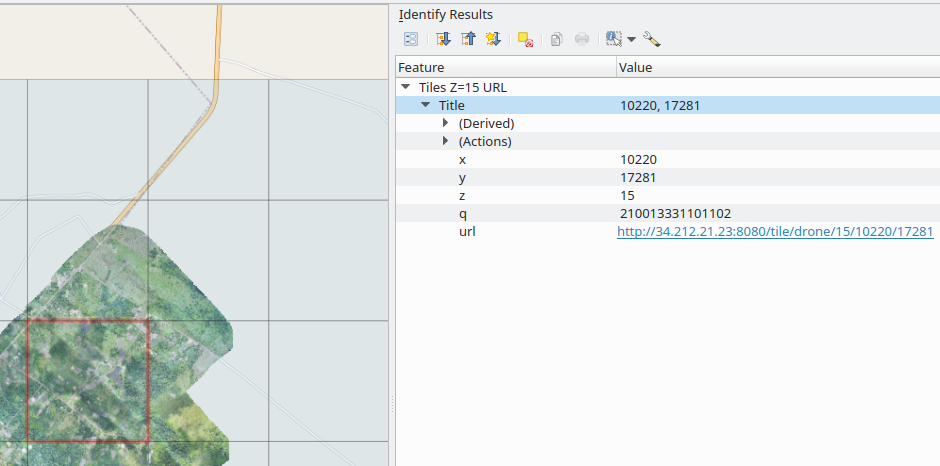 Identify Results
Feature Value
Tiles Z=15 URL
Title 10220, 17281
(Derived)
(Actions)
x 10220
y 17281
z 15
q 210013331101102
url http://34.212.21.23:8080/tile/drone/15/10220/17281